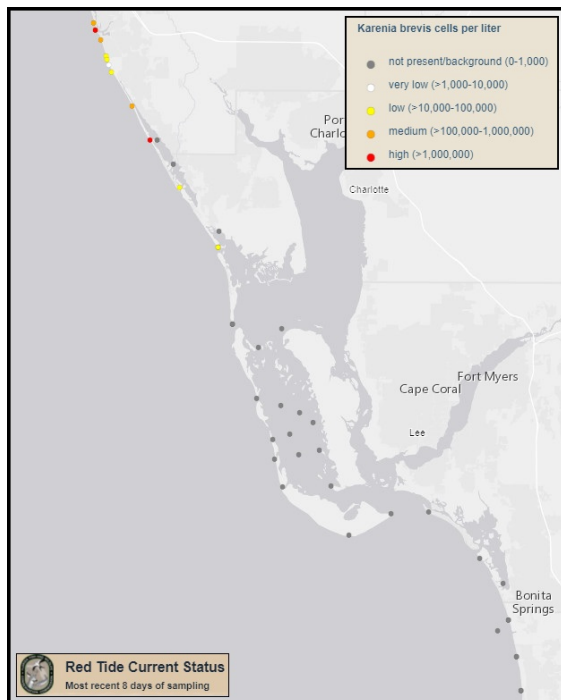 Karenia brevis cells per liter
not present/background (0-1,000)
very low (>1,000-10,000)
low (>10,000-100,000)
medium (>100,000-1,000,000)
high (>1,000,000)
Por
Charlo
Charlotte
Fort Myers
Cape Coral
Lee
Bonita
Springs
Red Tide Current Status
Most recent 8 days of sampling